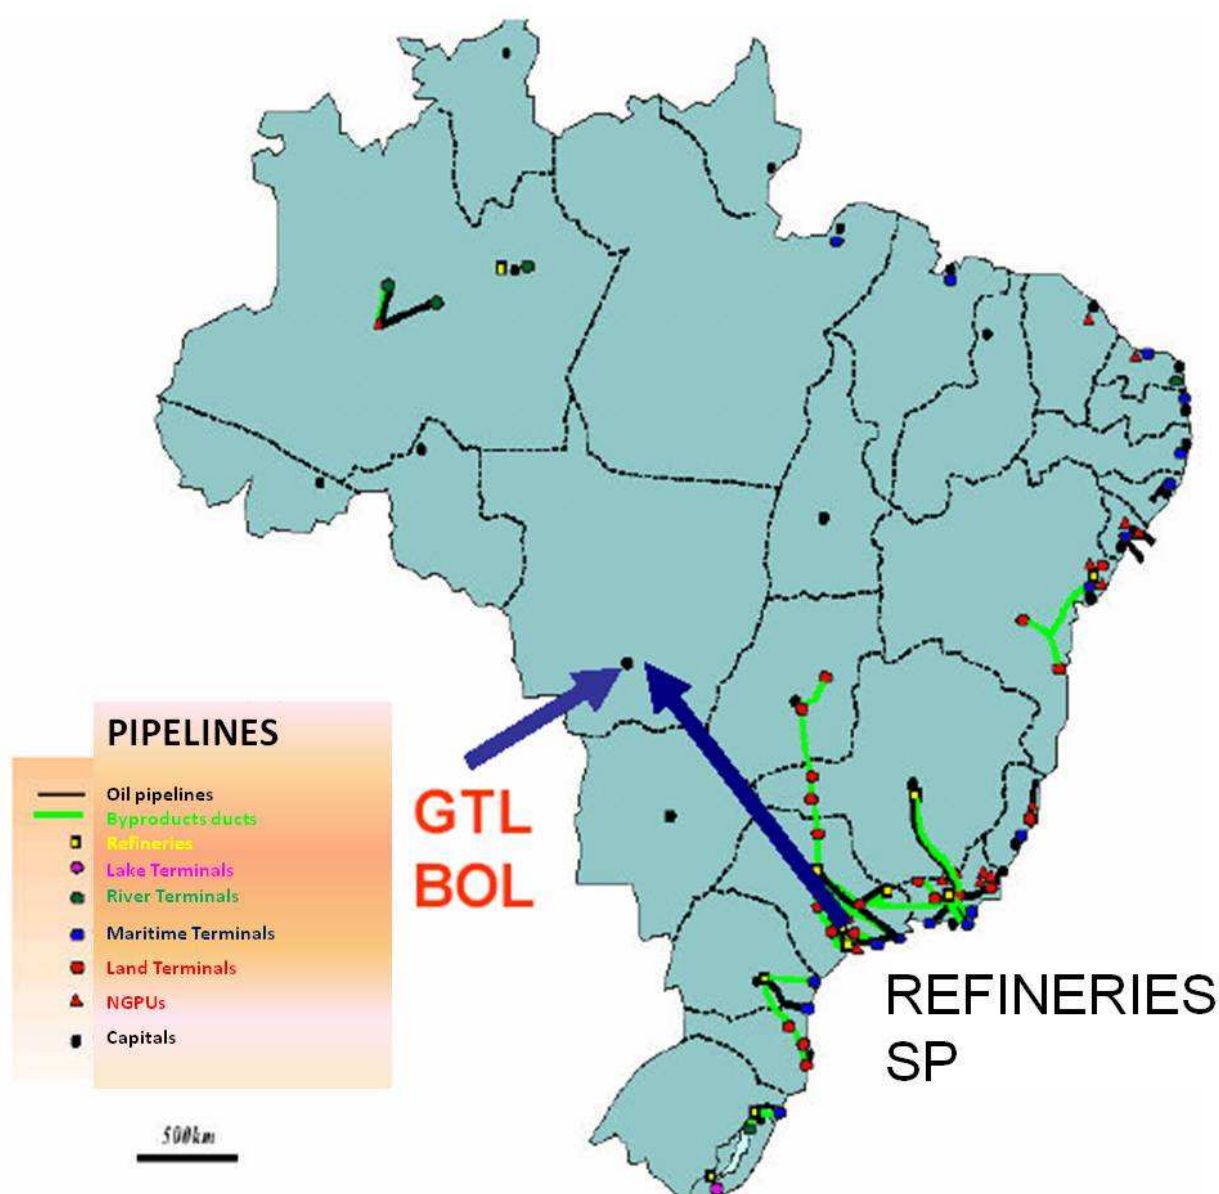 PIPELINES
Oil pipelines
Byproducts ducts
Refineries
Lake Terminals
River Terminals
Maritime Terminals
Land Terminals
NGPUs
Capitals
500km
GTL
BOL
REFINERIES
SP